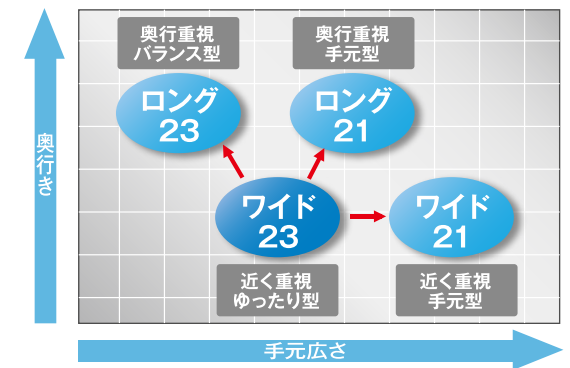 奥行重視
バランス型
奥行重視
手元型
ロング
23
ロング
21
奥行き
ワイド
23
ワイド
21
近く重視
ゆったり型
近く重視
手元型
手元広さ